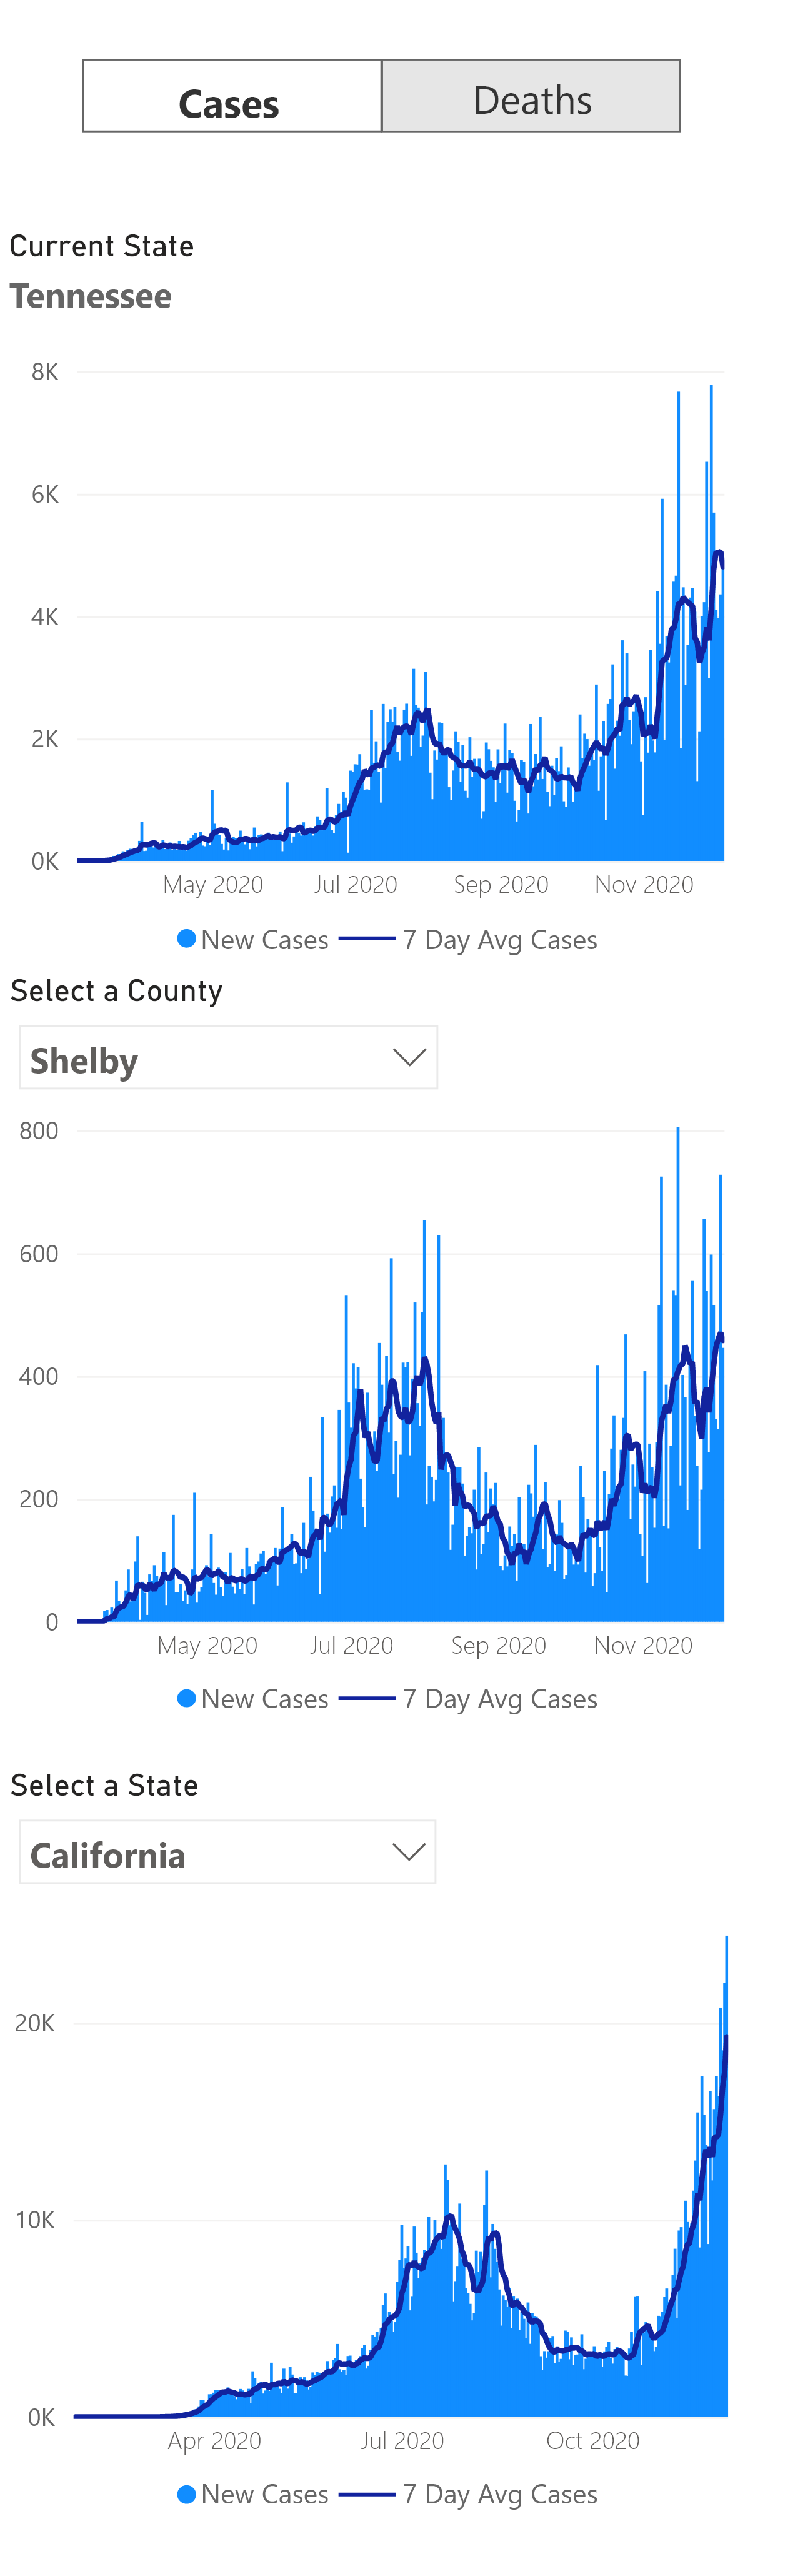 Cases Deaths
Current State
Tennessee
8K
6K
4K
2K
0K
May 2020 Jul 2020 Sep 2020 Nov 2020
New Cases 7 Day Avg Cases
Select a County
Shelby
800
600
400
200
0
May 2020 Jul 2020 Sep 2020 Nov 2020
New Cases 7 Day Avg Cases
Select a State
California
20K
10K
0K
Apr 2020 Jul 2020 Oct 2020
New Cases 7 Day Avg Cases